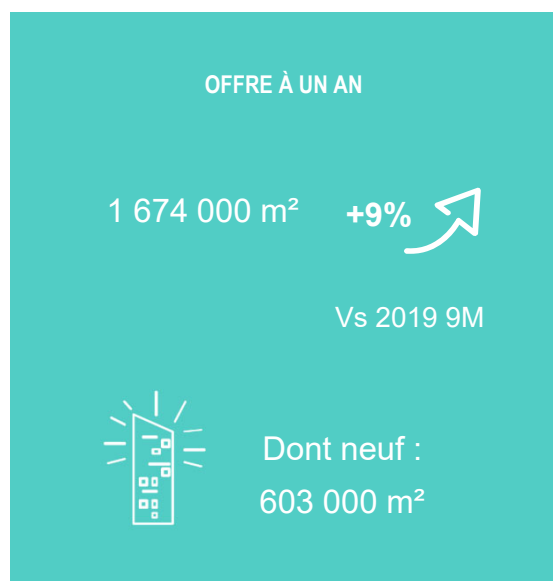 OFFRE À UN AN
1 674 000 m² +9%
Vs 2019 9M
Dont neuf :
603 000 m²